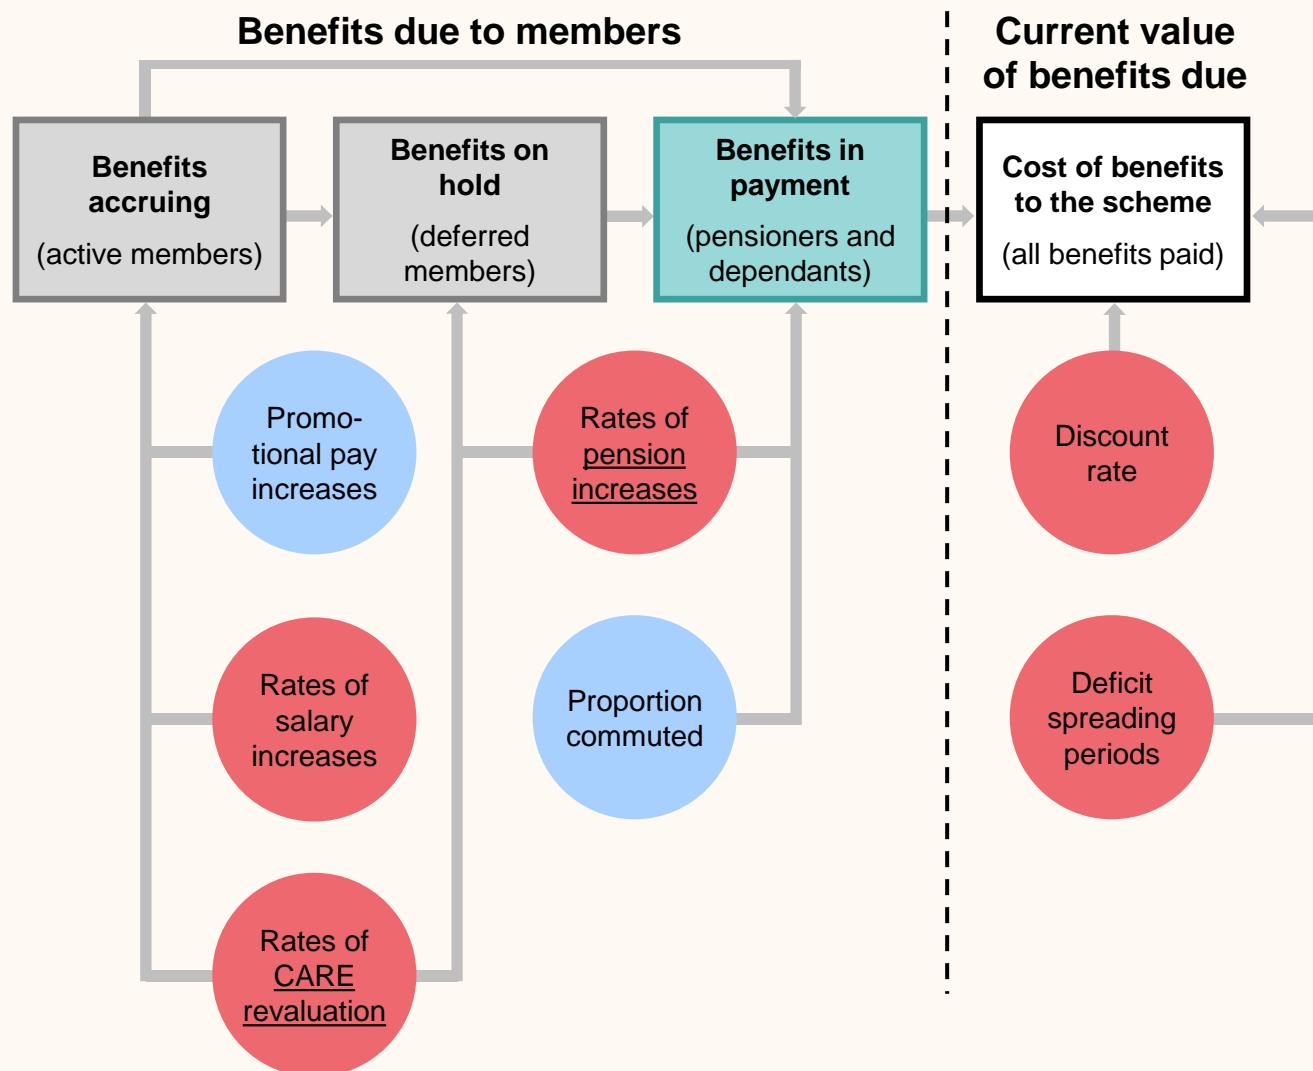 Benefits due to members
Current value
of benefits due
Benefits
accruing
(active members)
Benefits on
hold
(deferred
members)
Benefits in
payment
(pensioners and
dependants)
Cost of benefits
to the scheme
(all benefits paid)
Promo-
tional pay
increases
Rates of
pension
increases
Discount
rate
Rates of
salary
increases
Proportion
commuted
Deficit
spreading
periods
Rates of
CARE
revaluation